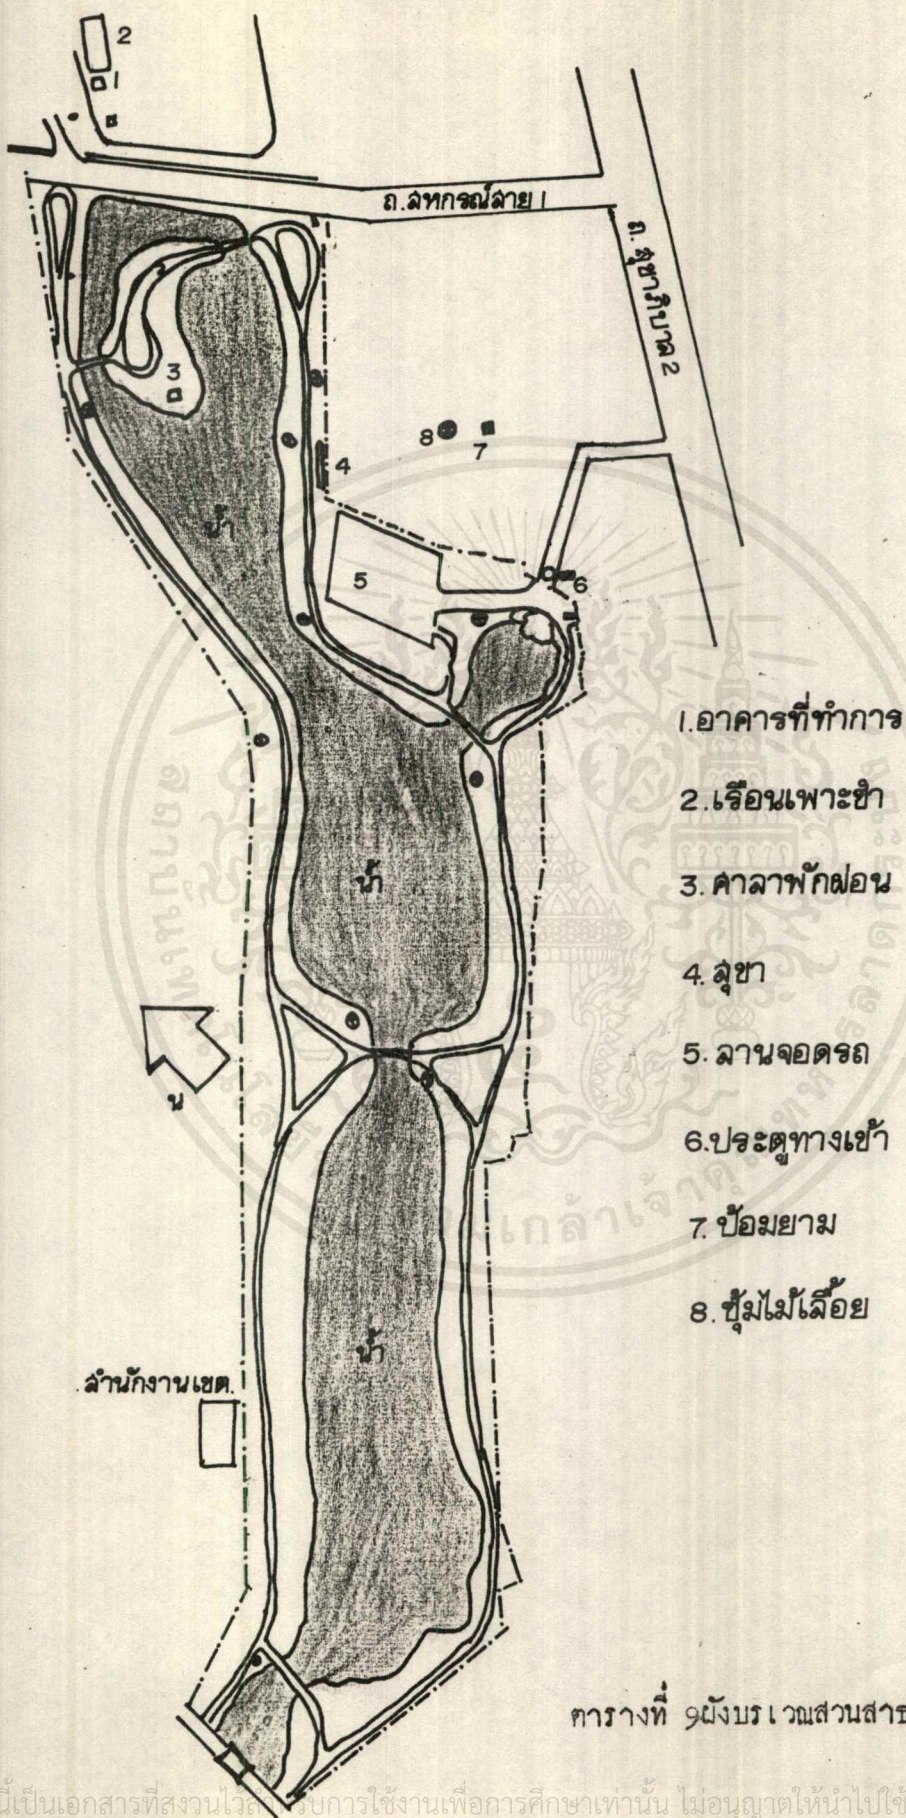 2
1
ถ.สหกรณ์สาย 1
ถ. สุขาภิบาล 2
3
8
7
4
น้ำ
5
6
1.อาคารที่ทำการ
2.เรือนเพาะชำ
3. ศาลาพักผ่อน
น้ำ
4. สุขา
5. ลานจอดรถ
น
6.ประตูทางเข้า
7. ป้อมยาม
8. ซุ้มไม้เลื้อย
น้ำ
สำนักงานเขต.
ตารางที่ 9ผังบริเวณสวนสาธ
นี้เป็นเอกสารที่สงวนไว้สำหรับการใช้งานเพื่อการศึกษาเท่านั้น ไม่อนุญาตให้นำไปใช้